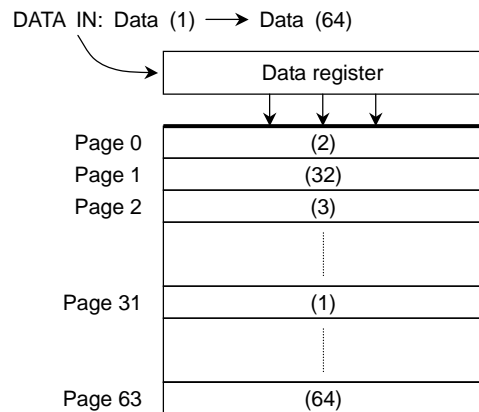 DATA IN: Data (1) → Data (64)
Data register
Page 0 (2)
Page 1 (32)
Page 2 (3)
Page 31 (1)
Page 63 (64)